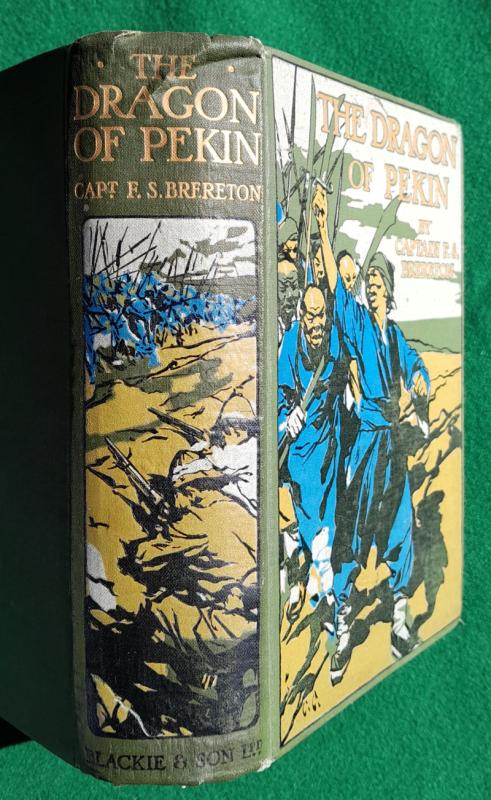 · THE ·
DRAGON
OF PEKIN
CAPT. F. S. BRERETON
BLACKIE & SON LTD
THE DRAGON
OF PEKIN
BY
CAPTAIN F. S.
BRERETON